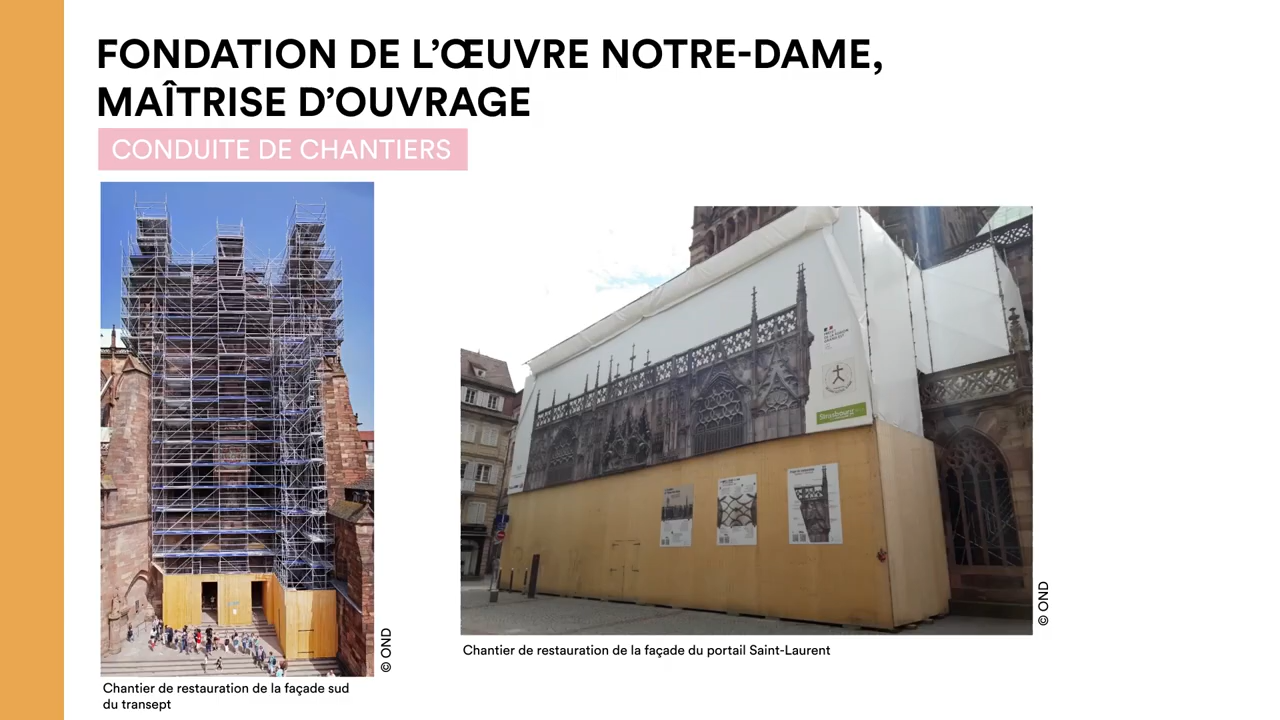 FONDATION DE L’ŒUVRE NOTRE-DAME,
MAÎTRISE D’OUVRAGE
CONDUITE DE CHANTIERS
© OND
Chantier de restauration de la façade sud
du transept
Strasbourg
© OND
Chantier de restauration de la façade du portail Saint-Laurent